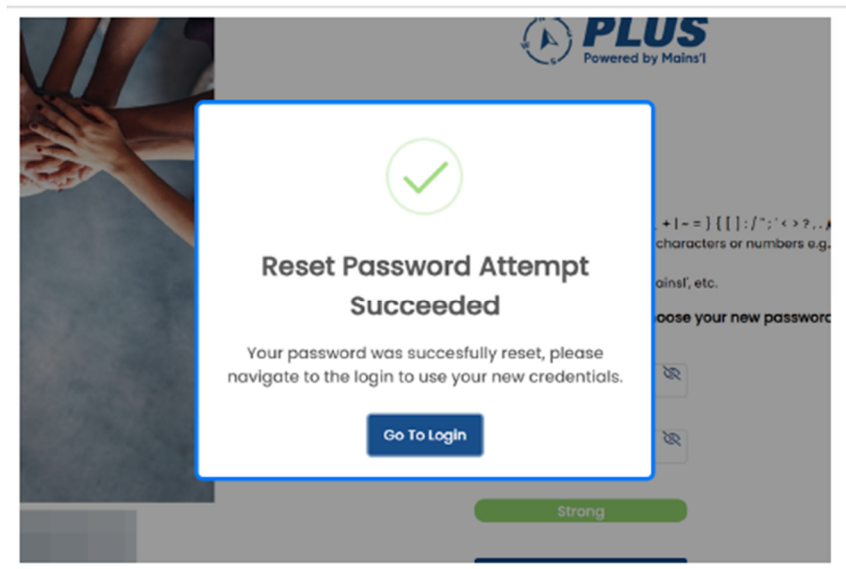 PLUS
Powered by Mains'l
+ | ~ = } { [ ] : / " ; ' < > ? , .
characters or numbers e.g.
ainsl', etc.
oose your new password
Reset Password Attempt
Succeeded
Your password was succesfully reset, please
navigate to the login to use your new credentials.
Go To Login
Strong